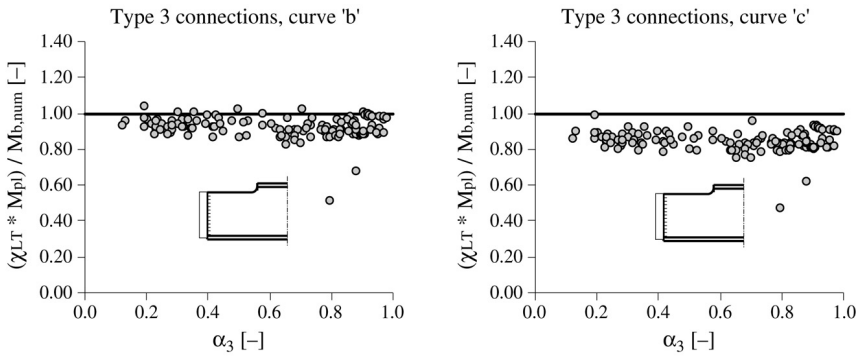 Type 3 connections, curve 'b'
(χLT * Mpl) / Mb,num [–]
1.40
1.20
1.00
0.80
0.60
0.40
0.20
0.00
0.0 0.2 0.4 0.6 0.8 1.0
α3 [–]
Type 3 connections, curve 'c'
(χLT * Mpl) / Mb,num [–]
1.40
1.20
1.00
0.80
0.60
0.40
0.20
0.00
0.0 0.2 0.4 0.6 0.8 1.0
α3 [–]